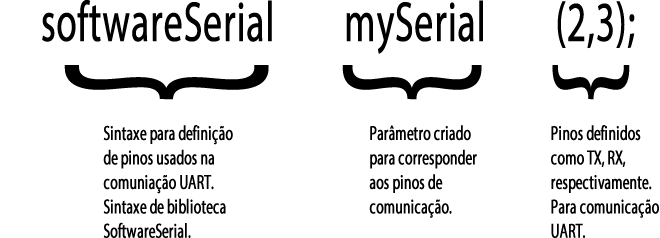 softwareSerial mySerial (2,3);
Sintaxe para definição
de pinos usados na
comuniação UART.
Sintaxe de biblioteca
SoftwareSerial.
Parâmetro criado
para corresponder
aos pinos de
comunicação.
Pinos definidos
como TX, RX,
respectivamente.
Para comunicação
UART.